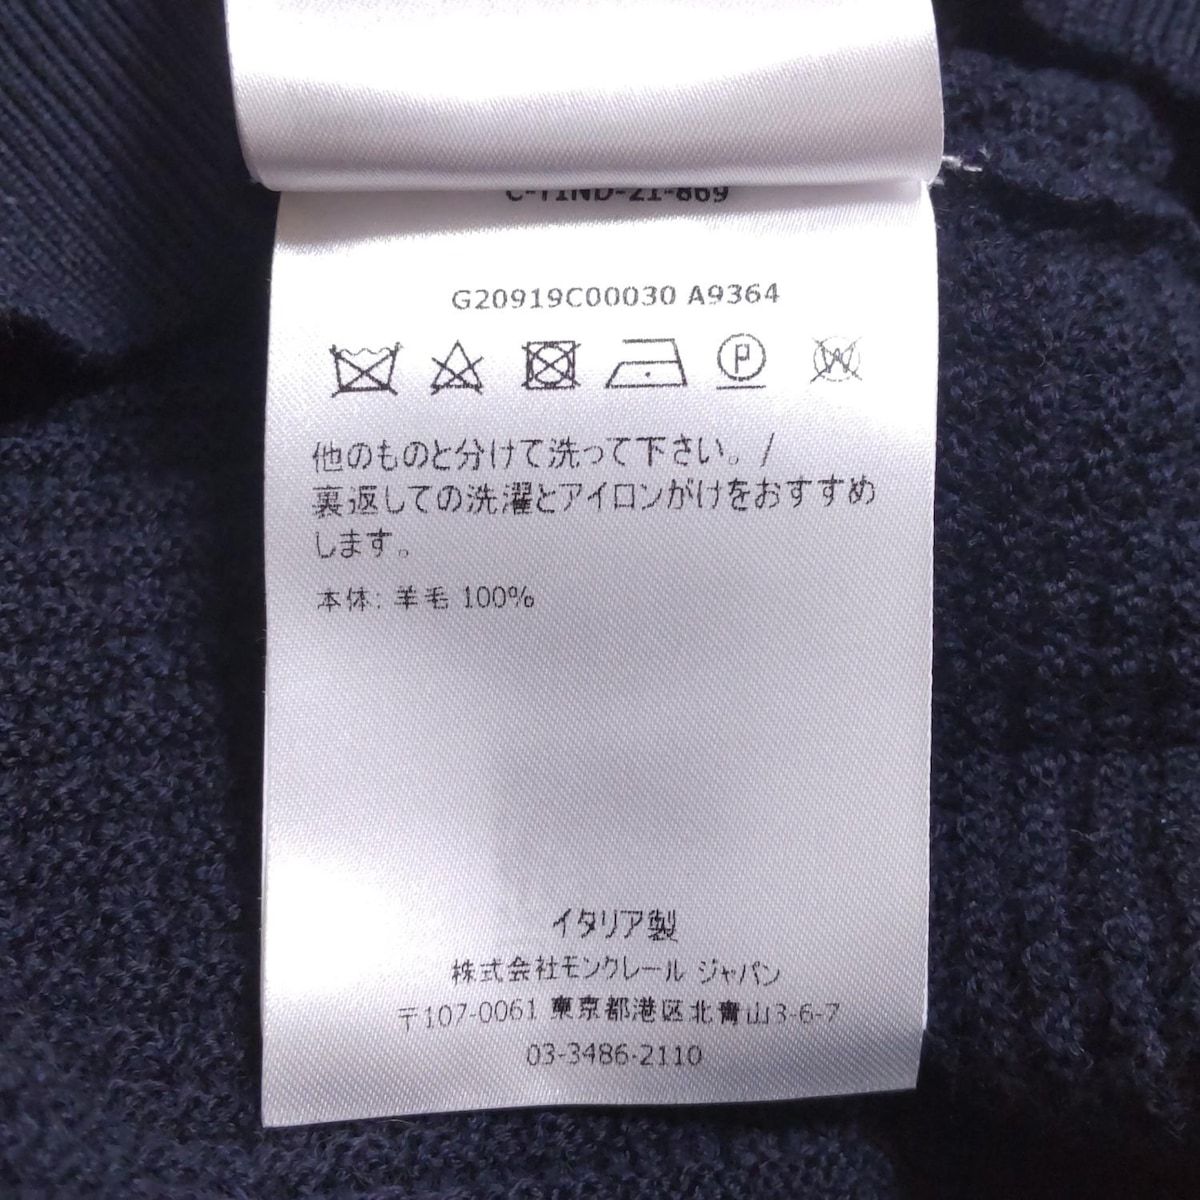 G20919C00030 A9364
P
W
他のものと分けて洗って下さい。/
裏返しての洗濯とアイロンがけをおすすめ
します。
本体: 羊毛 100%
イタリア製
株式会社モンクレール ジャパン
〒107-0061 東京都港区北青山3-6-7
03-3486-2110